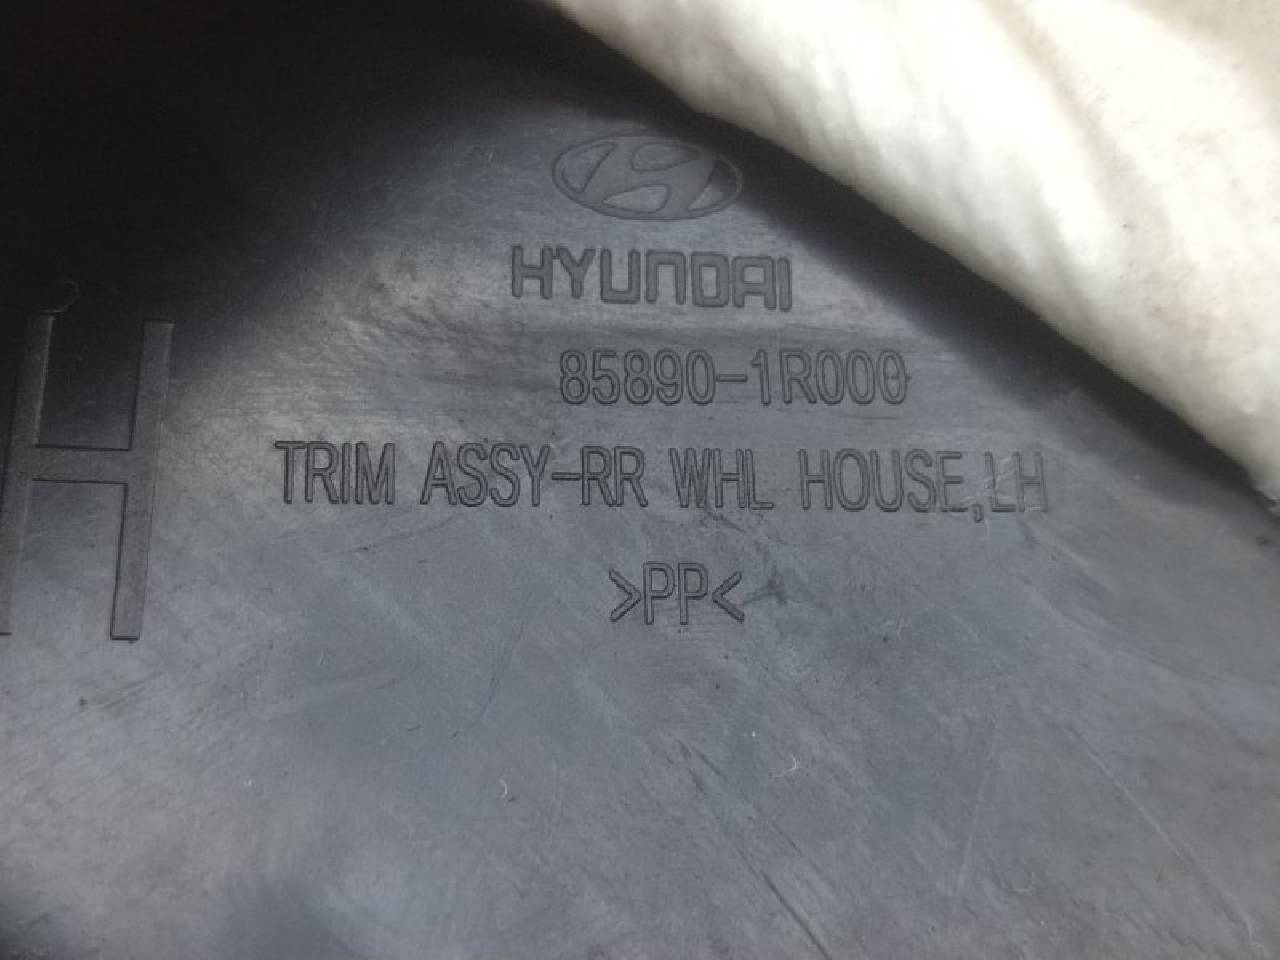 HYUNDAI
85890-1R000
H
TRIM ASSY-RR WHL HOUSE,LH
>PP<